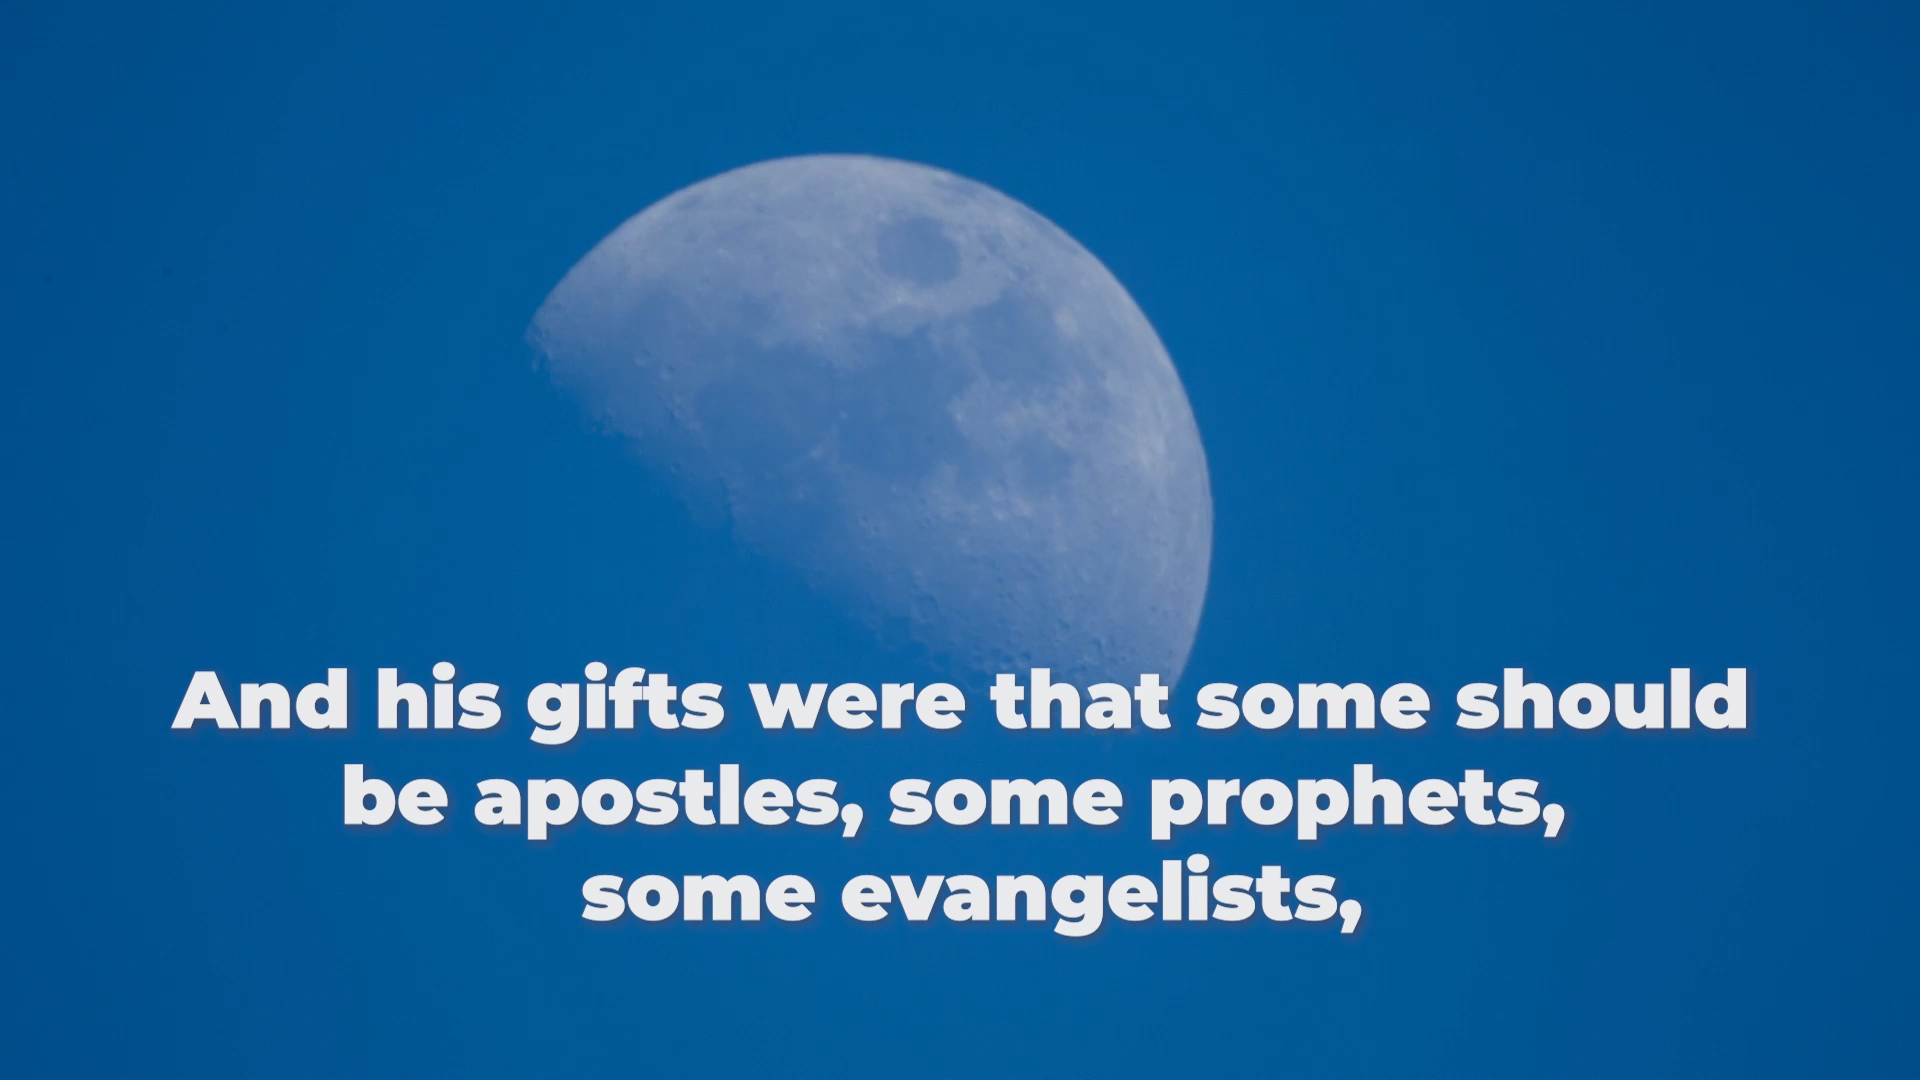 And his gifts were that some should
be apostles, some prophets,
some evangelists,